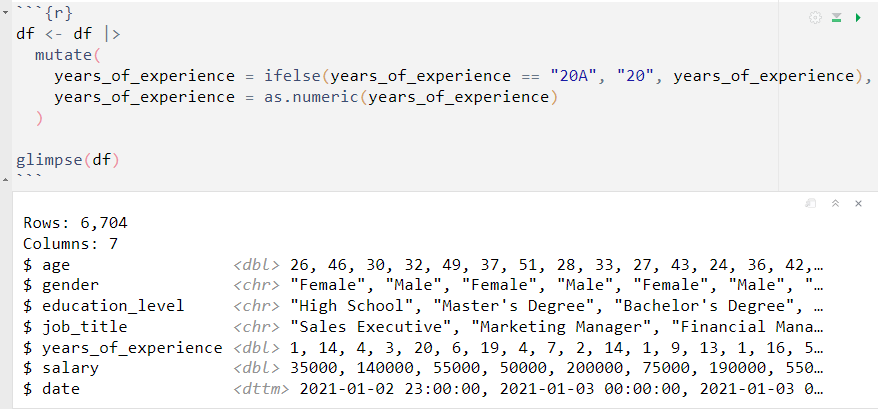 ```{r}
df <- df |>
  mutate(
    years_of_experience = ifelse(years_of_experience == "20A", "20", years_of_experience),
    years_of_experience = as.numeric(years_of_experience)
  )

glimpse(df)
```
Rows: 6,704
Columns: 7
$ age                 <dbl> 26, 46, 30, 32, 49, 37, 51, 28, 33, 27, 43, 24, 36, 42,…
$ gender              <chr> "Female", "Male", "Female", "Male", "Female", "Male", "…
$ education_level     <chr> "High School", "Master's Degree", "Bachelor's Degree", …
$ job_title           <chr> "Sales Executive", "Marketing Manager", "Financial Mana…
$ years_of_experience <dbl> 1, 14, 4, 3, 20, 6, 19, 4, 7, 2, 14, 1, 9, 13, 1, 16, 5…
$ salary              <dbl> 35000, 140000, 55000, 50000, 200000, 75000, 190000, 550…
$ date                <dttm> 2021-01-02 23:00:00, 2021-01-03 00:00:00, 2021-01-03 0…